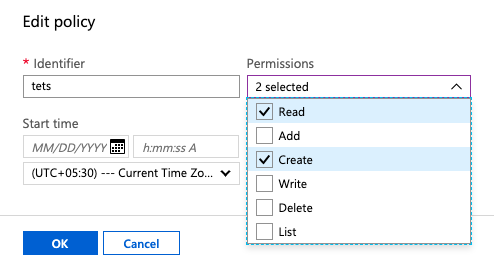 Edit policy
* Identifier
Permissions
tets
2 selected
Read
Start time
Add
MM/DD/YYYY
h:mm:ss A
Create
(UTC+05:30) --- Current Time Zo...
Write
Delete
List
OK
Cancel